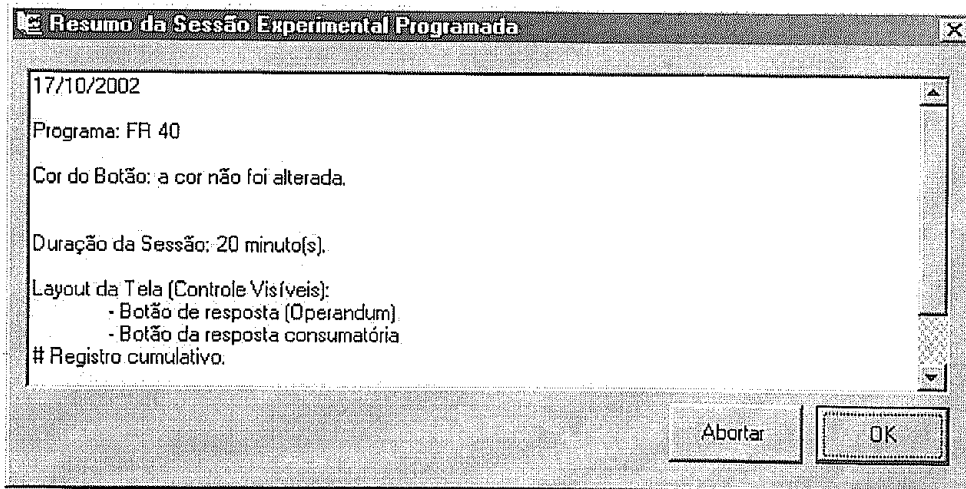 Resumo da Sessão Experimental Programada
17/10/2002
Programa: FR 40
Cor do Botão: a cor não foi alterada.
Duração da Sessão: 20 minuto(s).
Layout da Tela (Controle Visíveis):
- Botão de resposta (Operandum)
- Botão da resposta consumatória
# Registro cumulativo.
Abortar
OK